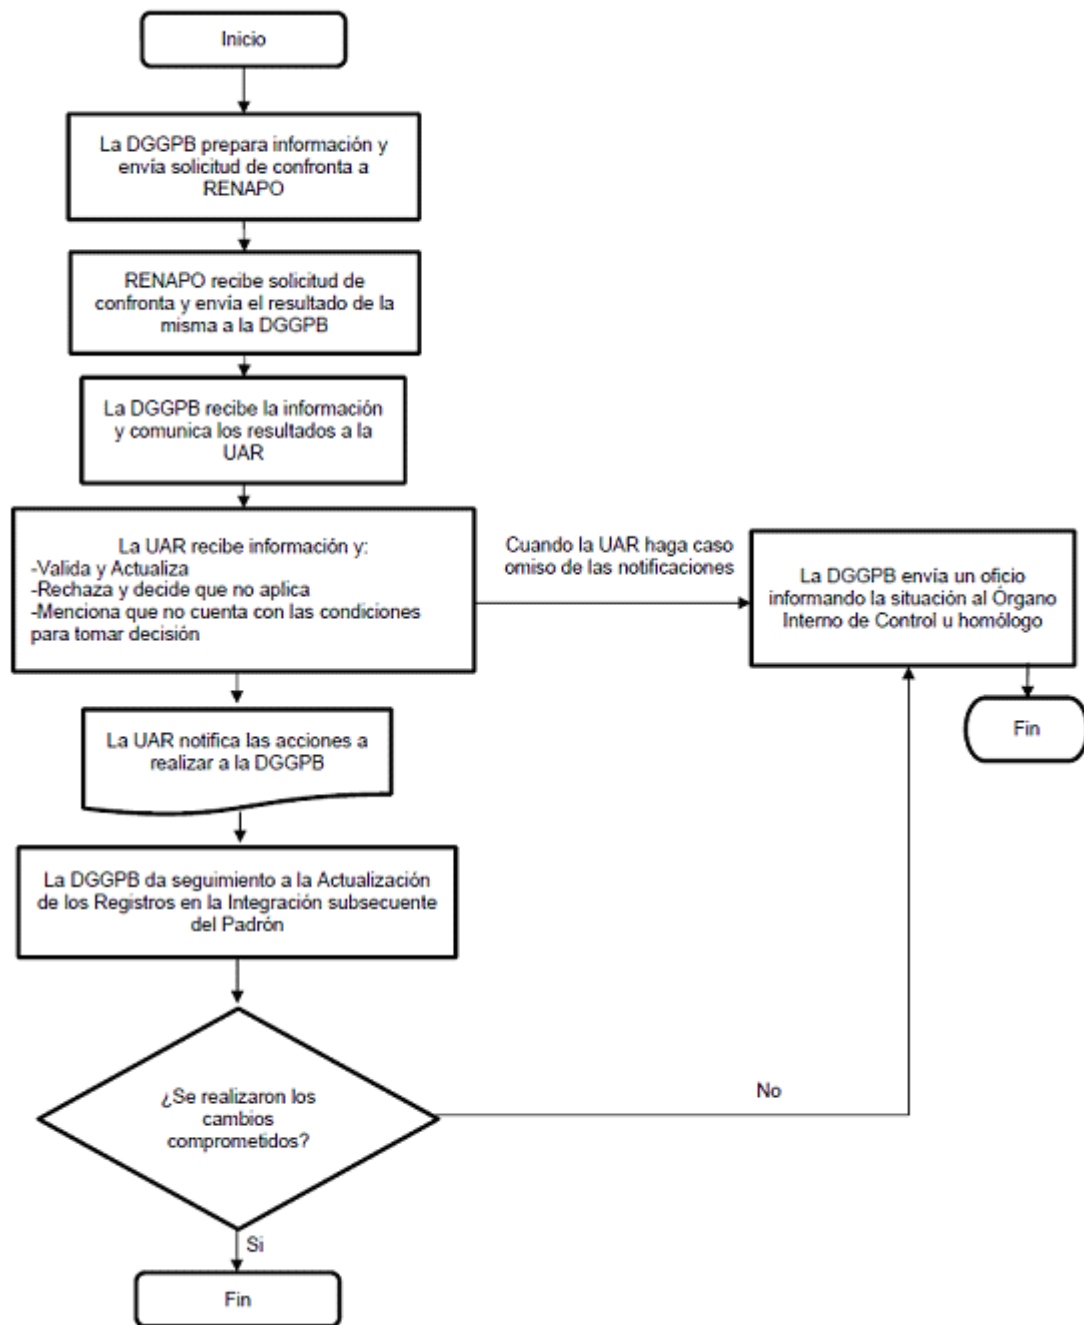 Inicio
La DGGPB prepara información y
envía solicitud de confronta a
RENAPO
RENAPO recibe solicitud de
confronta y envía el resultado de la
misma a la DGGPB
La DGGPB recibe la información
y comunica los resultados a la
UAR
La UAR recibe información y:
-Valida y Actualiza
-Rechaza y decide que no aplica
-Menciona que no cuenta con las condiciones
para tomar decisión
Cuando la UAR haga caso
omiso de las notificaciones
La DGGPB envía un oficio
informando la situación al Órgano
Interno de Control u homólogo
Fin
La UAR notifica las acciones a
realizar a la DGGPB
La DGGPB da seguimiento a la Actualización
de los Registros en la Integración subsecuente
del Padrón
¿Se realizaron los
cambios
comprometidos?
No
Si
Fin